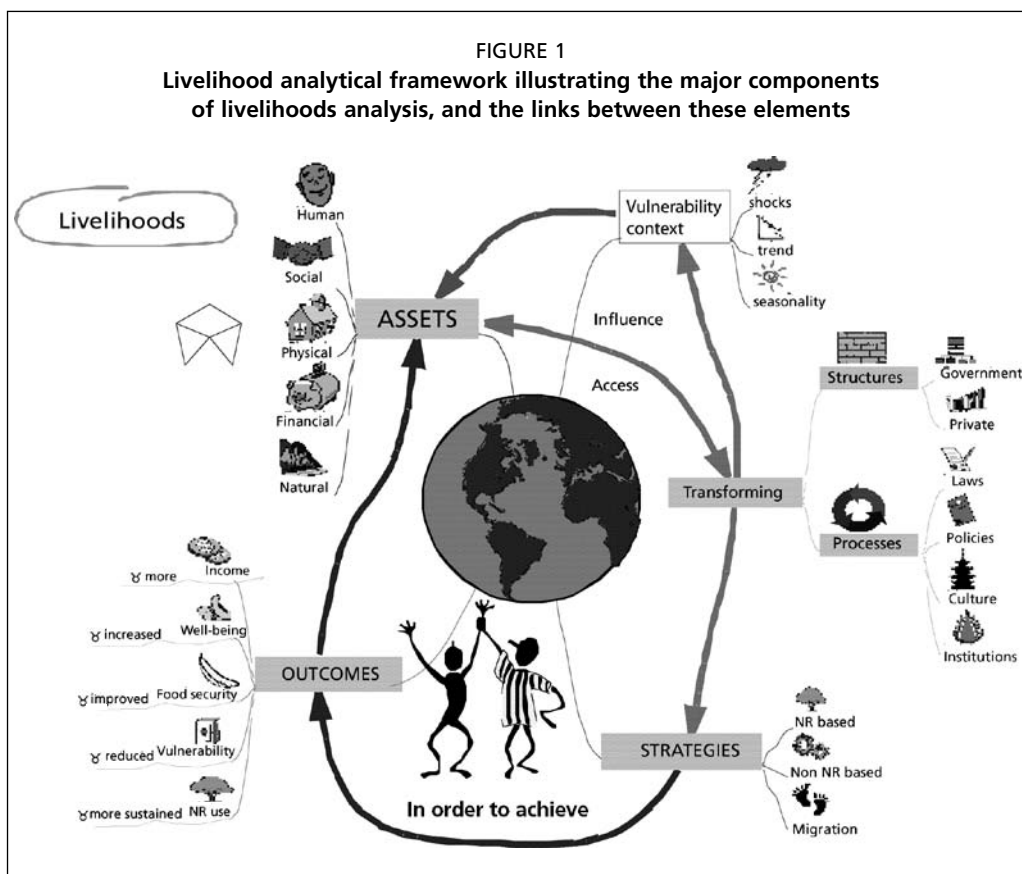 FIGURE 1
Livelihood analytical framework illustrating the major components
of livelihoods analysis, and the links between these elements
Livelihoods
Human
Social
Physical
Financial
Natural
ASSETS
Vulnerability
context
shocks
trend
seasonality
Influence
Access
Transforming
Structures
Government
Private
Processes
Laws
Policies
Culture
Institutions
OUTCOMES
more
Income
increased
Well-being
improved
Food security
reduced
Vulnerability
more sustained
NR use
In order to achieve
STRATEGIES
NR based
Non NR based
Migration